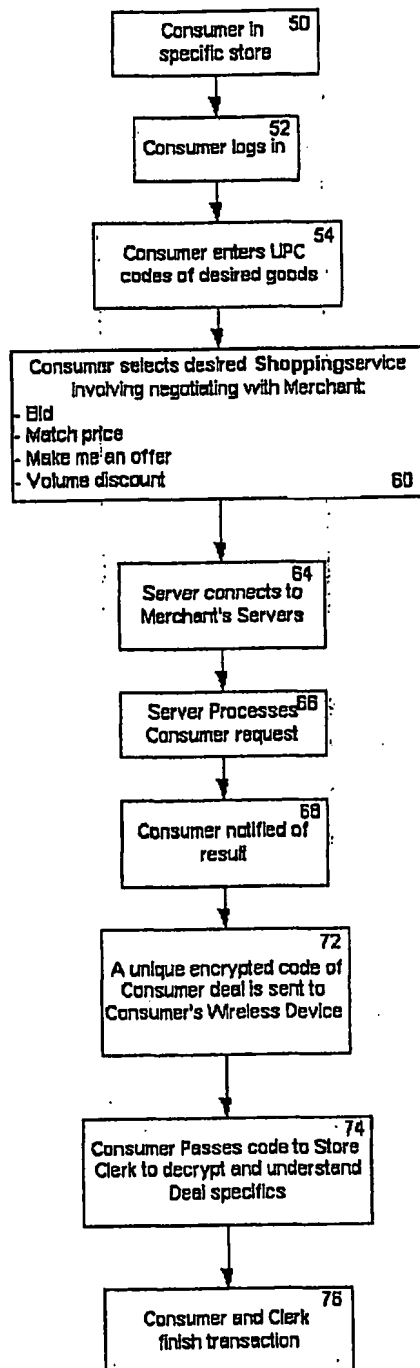 50
Consumer in
specific store
52
Consumer logs in
54
Consumer enters UPC
codes of desired goods
Consumer selects desired Shoppingservice
involving negotiating with Merchant:
- Bid
- Match price
- Make me an offer
- Volume discount
60
64
Server connects to
Merchant's Servers
66
Server Processes
Consumer request
68
Consumer notified of
result
72
A unique encrypted code of
Consumer deal is sent to
Consumer's Wireless Device
74
Consumer Passes code to Store
Clerk to decrypt and understand
Deal specifics
76
Consumer and Clerk
finish transaction